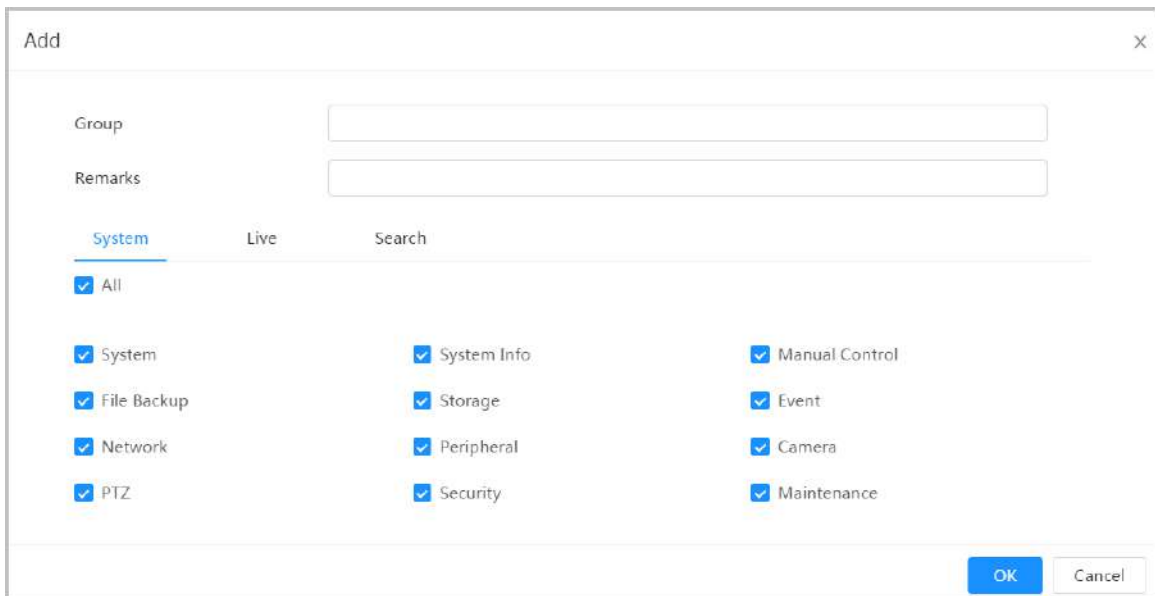 Add
Group
Remarks
System Live Search
All
System System Info Manual Control
File Backup Storage Event
Network Peripheral Camera
PTZ Security Maintenance
OK Cancel